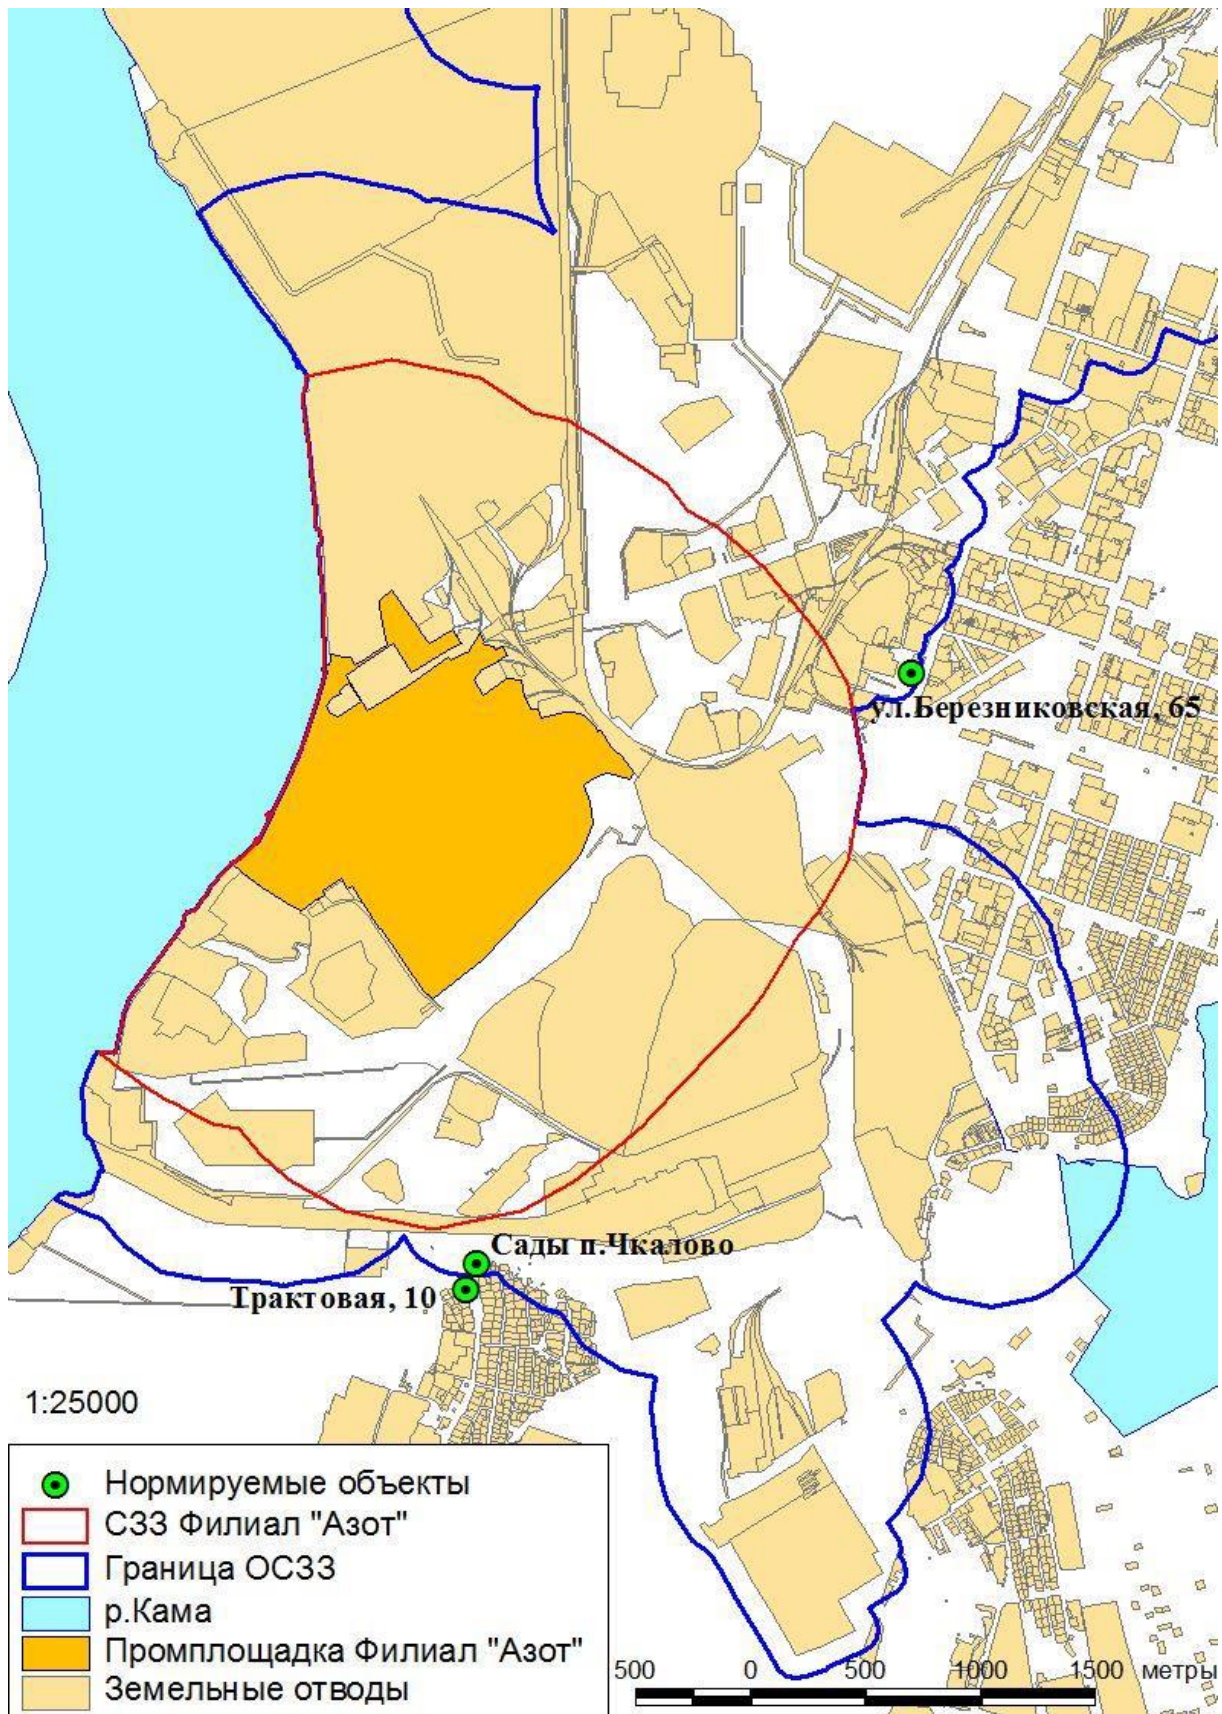 ул.Березниковская, 65
Сады п.Чкалово
Трактовая, 10
1:25000
Нормируемые объекты
СЗЗ Филиал "Азот"
Граница ОСЗЗ
р.Кама
Промплощадка Филиал "Азот"
Земельные отводы
500 0 500 1000 1500 метры